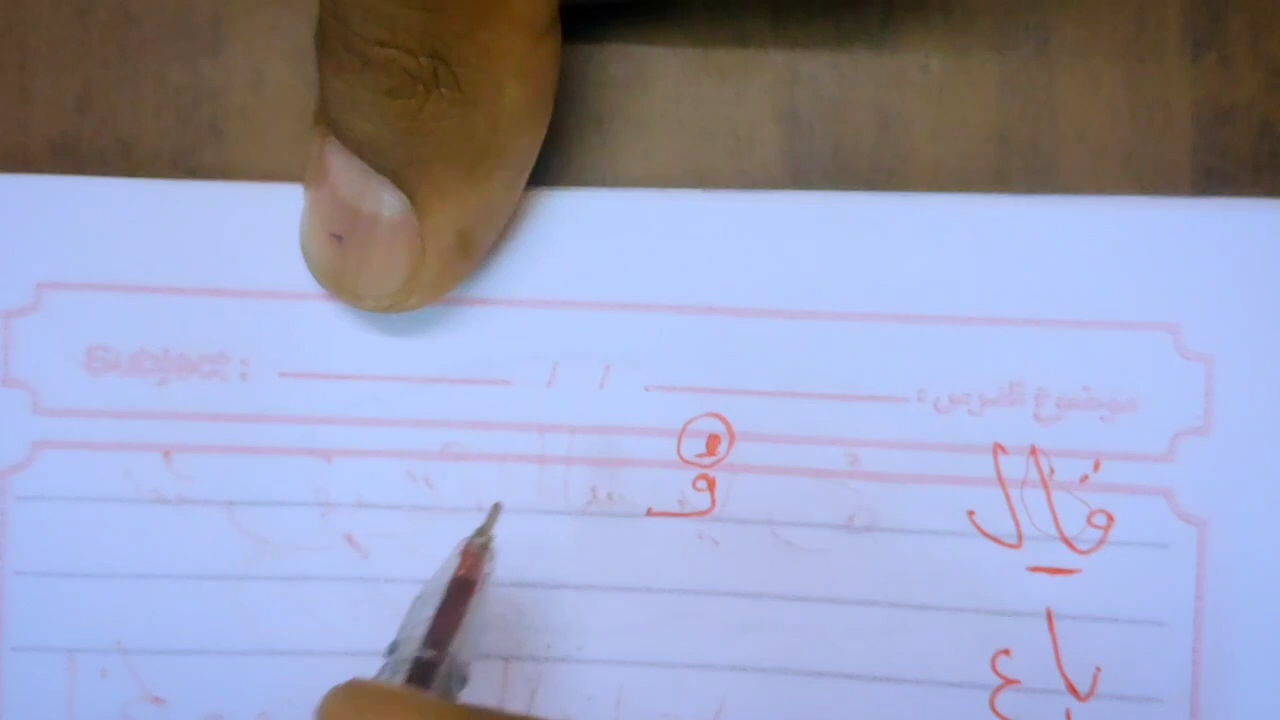 Subject : / / موضوع الدرس :
قال
باع